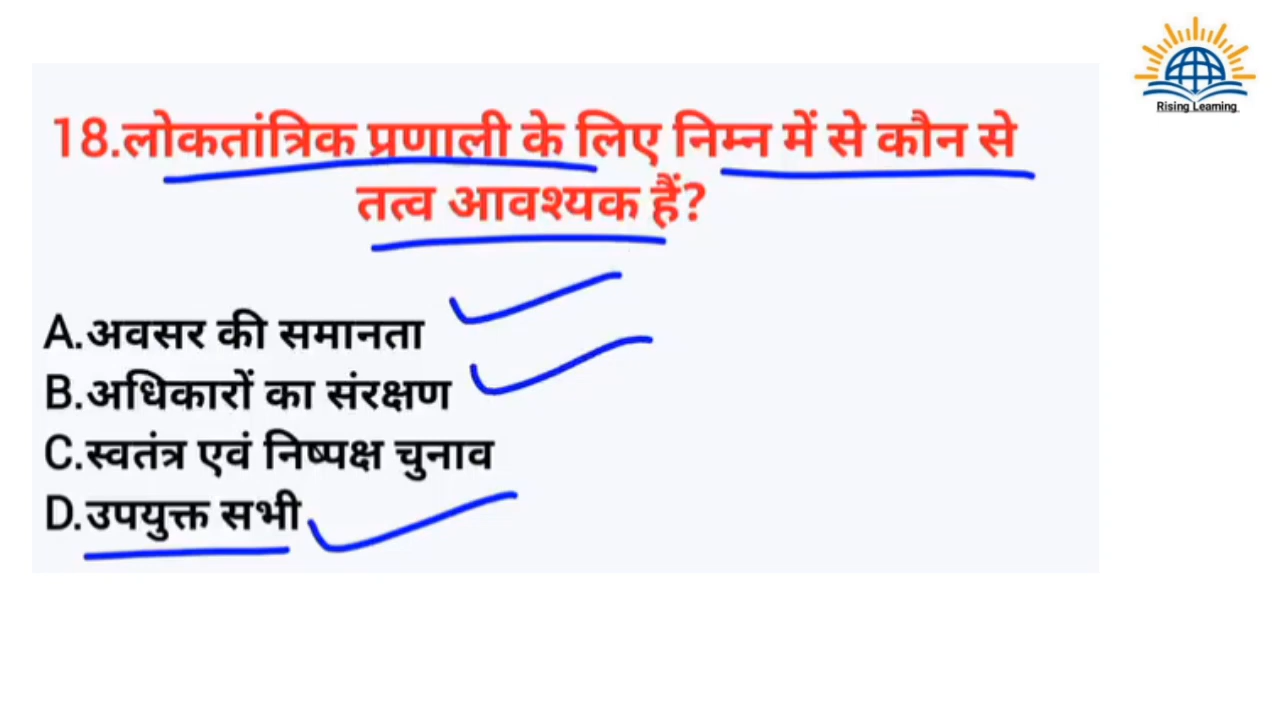 Rising Learning
18.लोकतांत्रिक प्रणाली के लिए निम्न में से कौन से
तत्व आवश्यक हैं?
A.अवसर की समानता
B.अधिकारों का संरक्षण
C.स्वतंत्र एवं निष्पक्ष चुनाव
D.उपयुक्त सभी